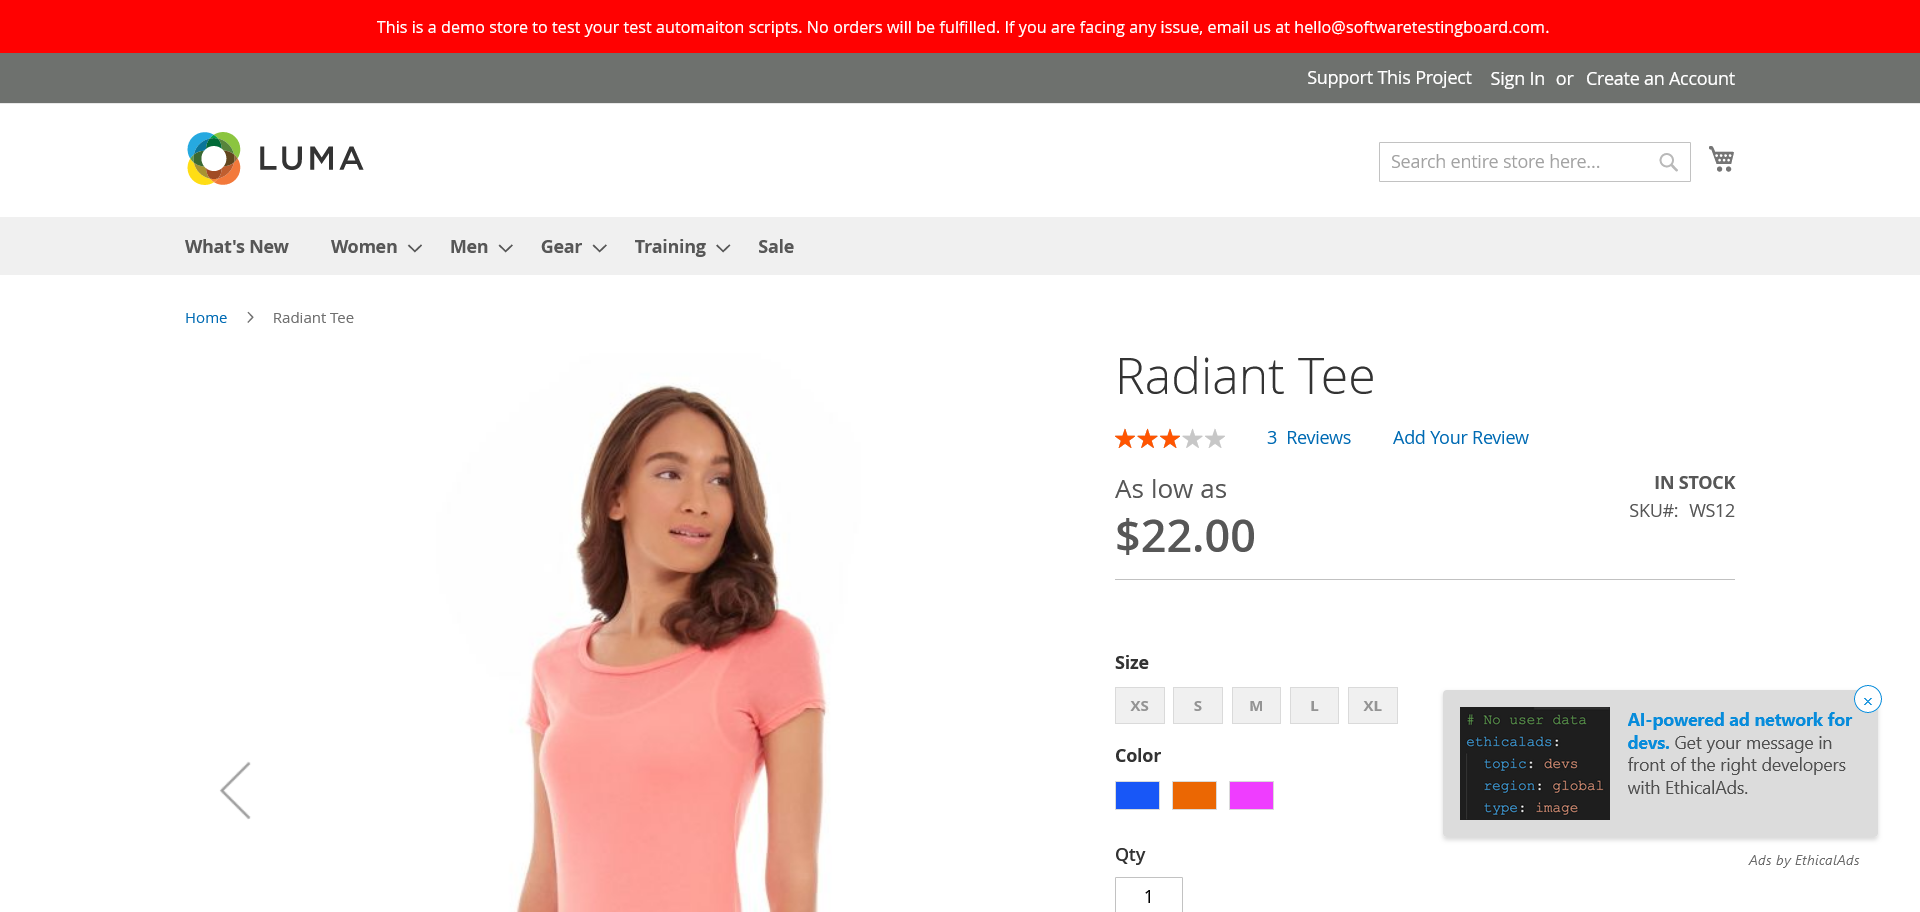 This is a demo store to test your test automaiton scripts. No orders will be fulfilled. If you are facing any issue, email us at hello@softwaretestingboard.com.
Support This Project Sign In or Create an Account
LUMA
Search entire store here...
What's New Women Men Gear Training Sale
Home Radiant Tee
Radiant Tee
3 Reviews Add Your Review
As low as
$22.00
IN STOCK
SKU#: WS12
Size
XS S M L XL
Color
Qty
1
# No user data
ethicalads:
topic: devs
region: global
type: image
AI-powered ad network for
devs. Get your message in
front of the right developers
with EthicalAds.
×
Ads by EthicalAds